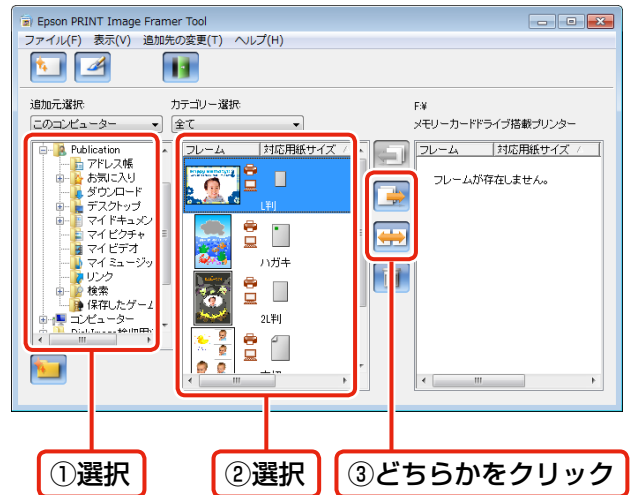 Epson PRINT Image Framer Tool
ファイル(F) 表示(V) 追加先の変更(T) ヘルプ(H)
追加元選択:
カテゴリー選択:
F:¥
このコンピューター
全て
メモリーカードドライブ搭載プリンター
Publication
アドレス帳
お気に入り
ダウンロード
デスクトップ
マイドキュメン
マイピクチャ
マイビデオ
マイミュージッ
リンク
検索
保存したゲーム
コンピューター
フレーム 対応用紙サイズ
L判
ハガキ
2L判
フレーム 対応用紙サイズ
フレームが存在しません。
①選択
②選択
③どちらかをクリック